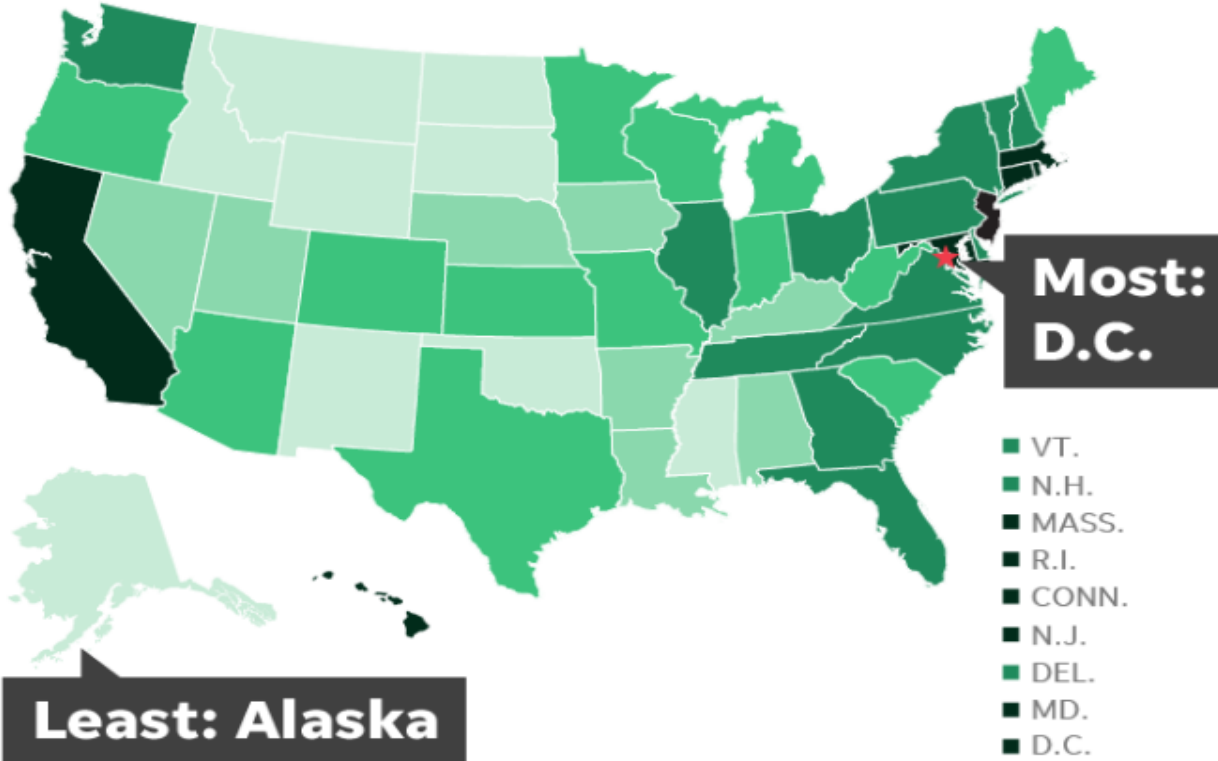 Most:
D.C.
VT.
N.H.
MASS.
R.I.
CONN.
N.J.
DEL.
MD.
D.C.
Least: Alaska